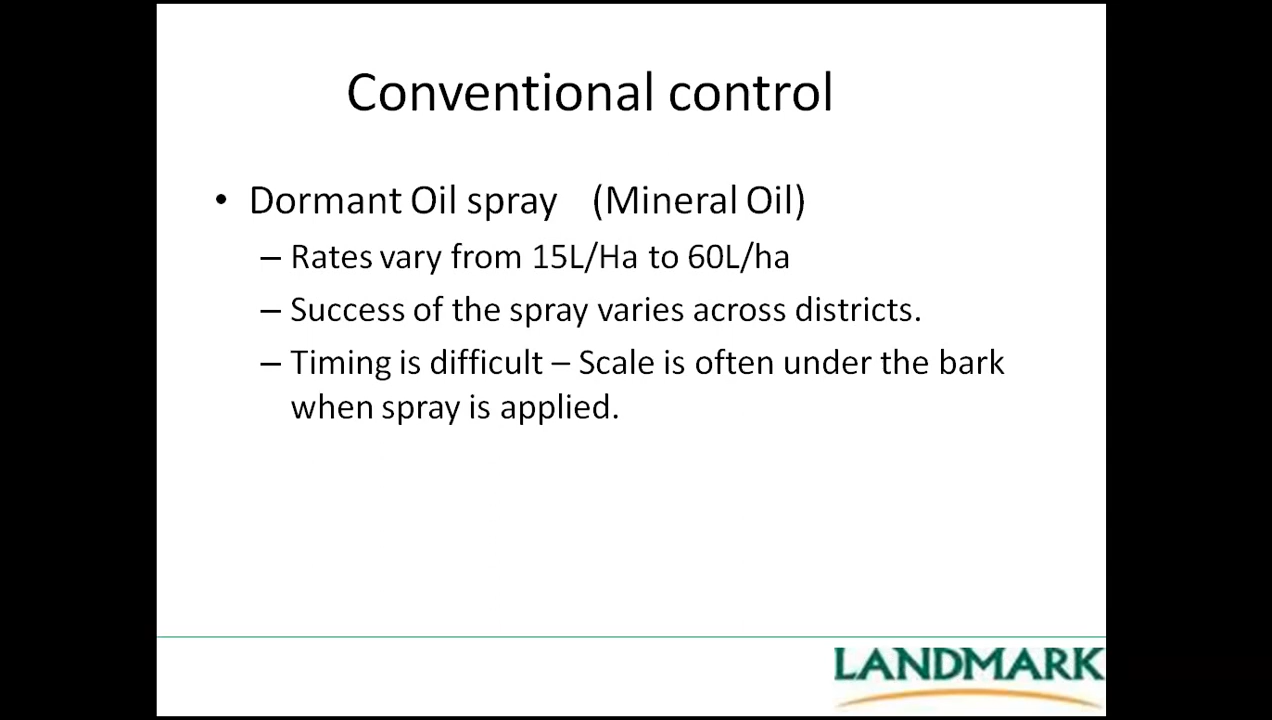 Conventional control
• Dormant Oil spray (Mineral Oil)
– Rates vary from 15L/Ha to 60L/ha
– Success of the spray varies across districts.
– Timing is difficult – Scale is often under the bark
when spray is applied.
LANDMARK